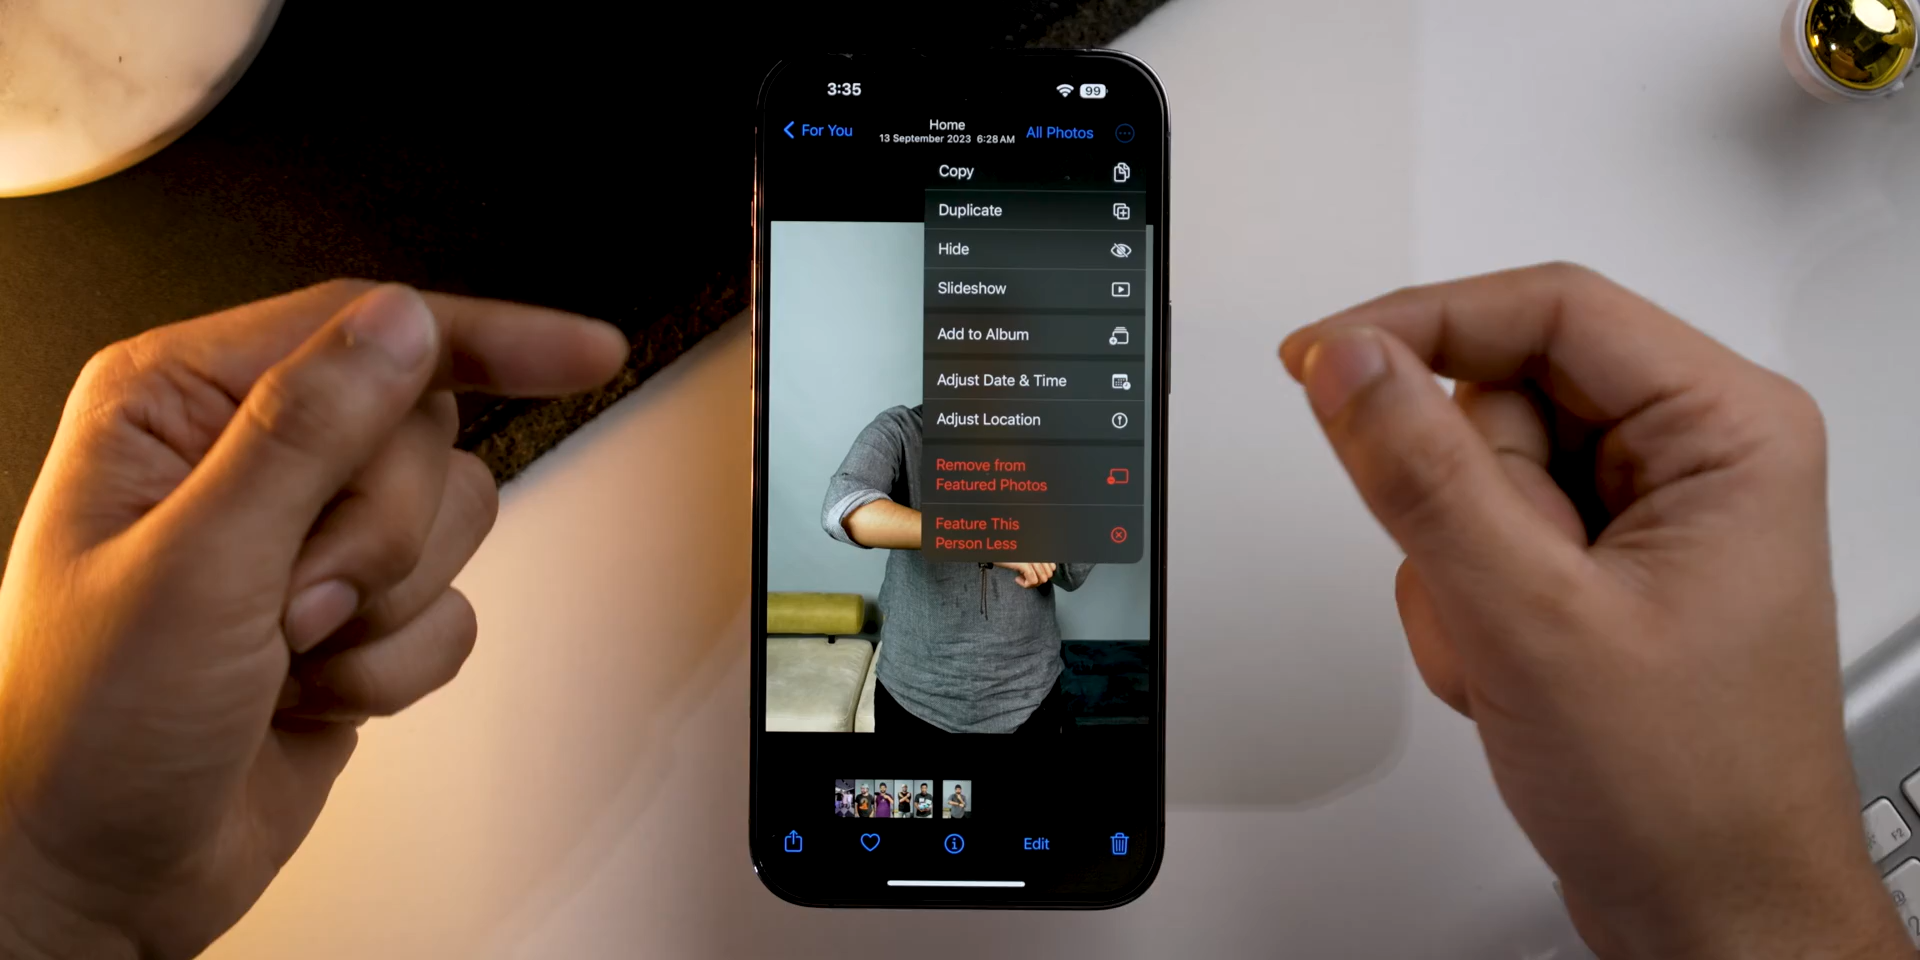 3:35
99
For You
Home
All Photos
13 September 2023 6:28 AM
Copy
Duplicate
Hide
Slideshow
Add to Album
Adjust Date & Time
Adjust Location
Remove from
Featured Photos
Feature This
Person Less
Edit
F2